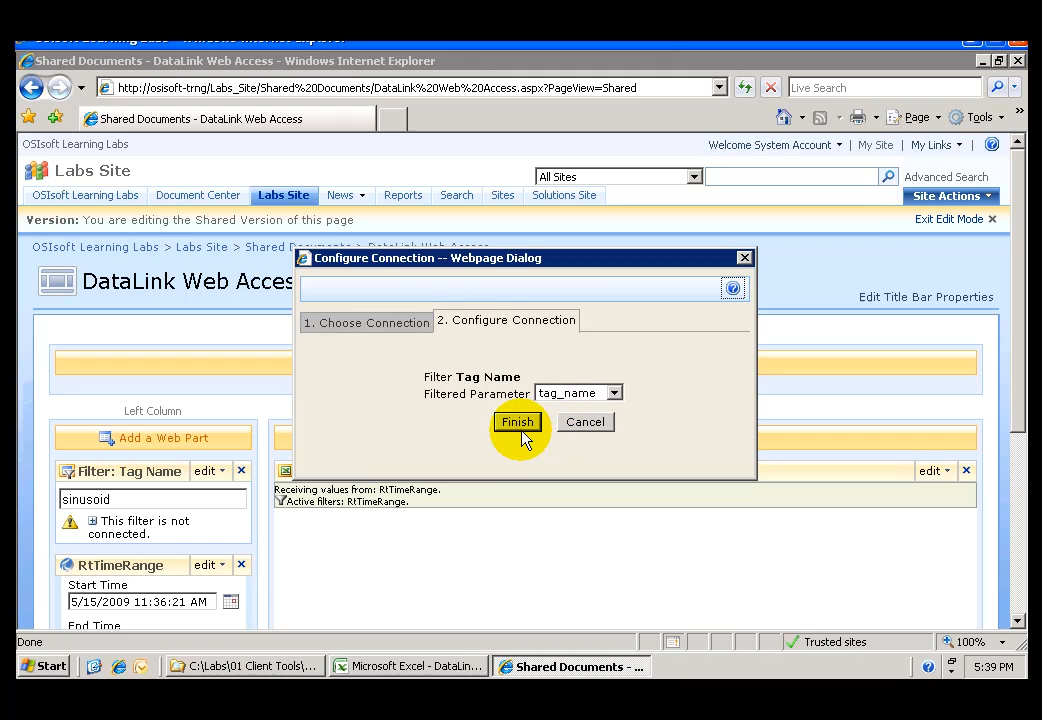 Shared Documents - DataLink Web Access - Windows Internet Explorer
http://osisoft-trng/Labs_Site/Shared%20Documents/DataLink%20Web%20Access.aspx?PageView=Shared
Live Search
Shared Documents - DataLink Web Access
Page
Tools
»
OSIsoft Learning Labs
Welcome System Account
My Site
My Links
Labs Site
All Sites
Advanced Search
OSIsoft Learning Labs
Document Center
Labs Site
News
Reports
Search
Sites
Solutions Site
Site Actions
Version: You are editing the Shared Version of this page
Exit Edit Mode
OSIsoft Learning Labs > Labs Site > Shared
Configure Connection -- Webpage Dialog
DataLink Web Acces
Edit Title Bar Properties
1. Choose Connection
2. Configure Connection
Filter Tag Name
Filtered Parameter
tag_name
Finish
Cancel
Left Column
Add a Web Part
Filter: Tag Name
edit
edit
sinusoid
This filter is not
connected.
Receiving values from: RtTimeRange.
Active filters: RtTimeRange.
RtTimeRange
edit
Start Time
5/15/2009 11:36:21 AM
End Time
Done
Trusted sites
100%
Start
C:\Labs\01 Client Tools\...
Microsoft Excel - DataLin...
Shared Documents - ...
5:39 PM